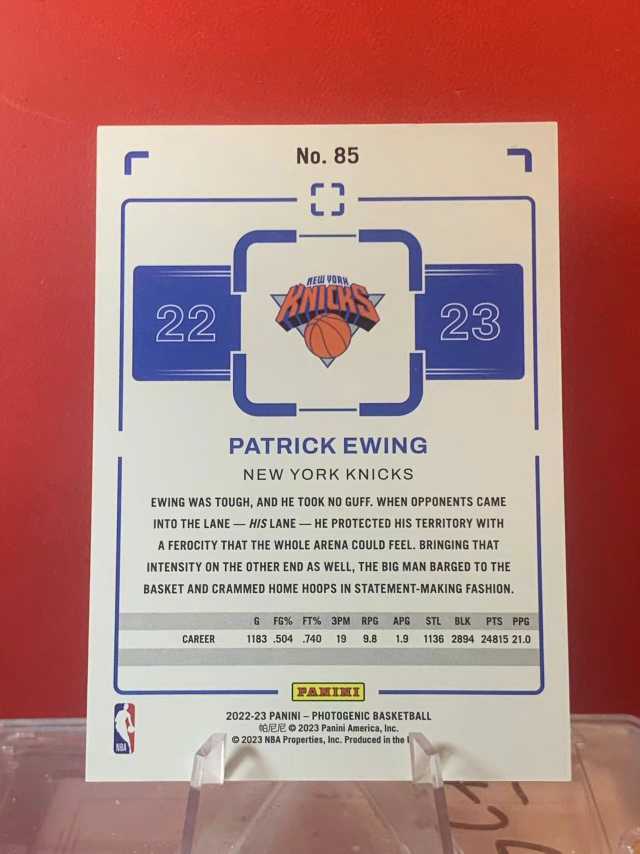 No. 85
NEW YORK
KNICKS
22 23
PATRICK EWING
NEW YORK KNICKS
EWING WAS TOUGH, AND HE TOOK NO GUFF. WHEN OPPONENTS CAME
INTO THE LANE — HIS LANE — HE PROTECTED HIS TERRITORY WITH
A FEROCITY THAT THE WHOLE ARENA COULD FEEL. BRINGING THAT
INTENSITY ON THE OTHER END AS WELL, THE BIG MAN BARGED TO THE
BASKET AND CRAMMED HOME HOOPS IN STATEMENT-MAKING FASHION.
G FG% FT% 3PM RPG APG STL BLK PTS PPG
CAREER 1183 .504 .740 19 9.8 1.9 1136 2894 24815 21.0
PANINI
2022-23 PANINI – PHOTOGENIC BASKETBALL
帕尼尼 © 2023 Panini America, Inc.
© 2023 NBA Properties, Inc. Produced in the
NBA